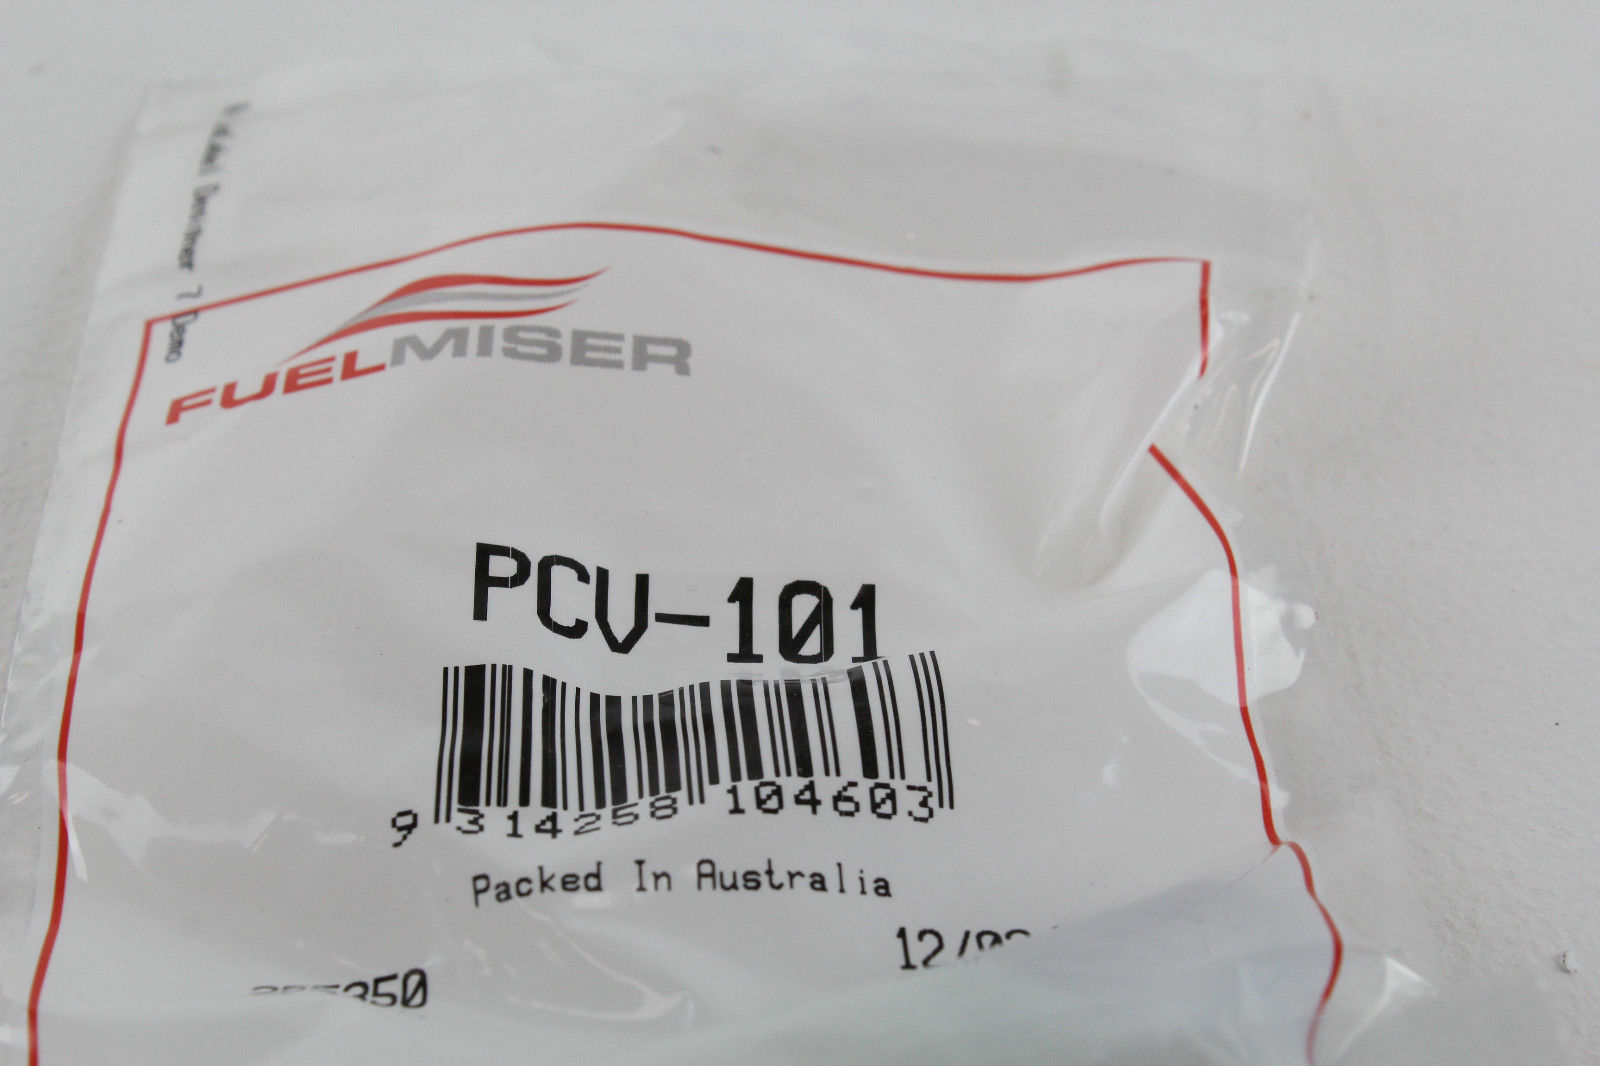 FUELMISER
PCV-101
9 314258 104603
Packed In Australia